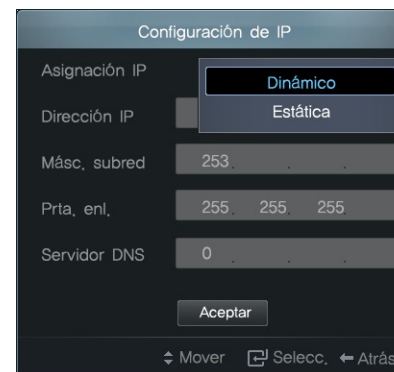 Configuración de IP
Asignación IP
Dinámico
Dirección IP
Estática
Másc. subred 253 . . .
Prta. enl. 255. 255. 255
Servidor DNS 0 . . .
Aceptar
Mover Selecc. Atrás